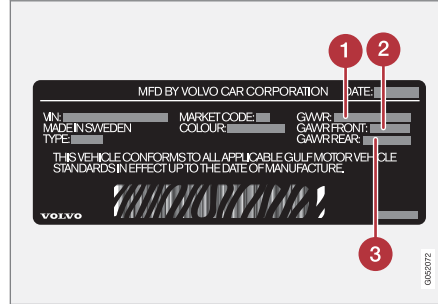 1 2
MFD BY VOLVO CAR CORPORATION DATE:
VIN: MARKET CODE: GVWR:
MADE IN SWEDEN COLOUR: GAWR FRONT:
TYPE: GAWR REAR:
THIS VEHICLE CONFORMS TO ALL APPLICABLE GULF MOTOR VEHICLE
STANDARDS IN EFFECT UP TO THE DATE OF MANUFACTURE.
VOLVO
3
G052072